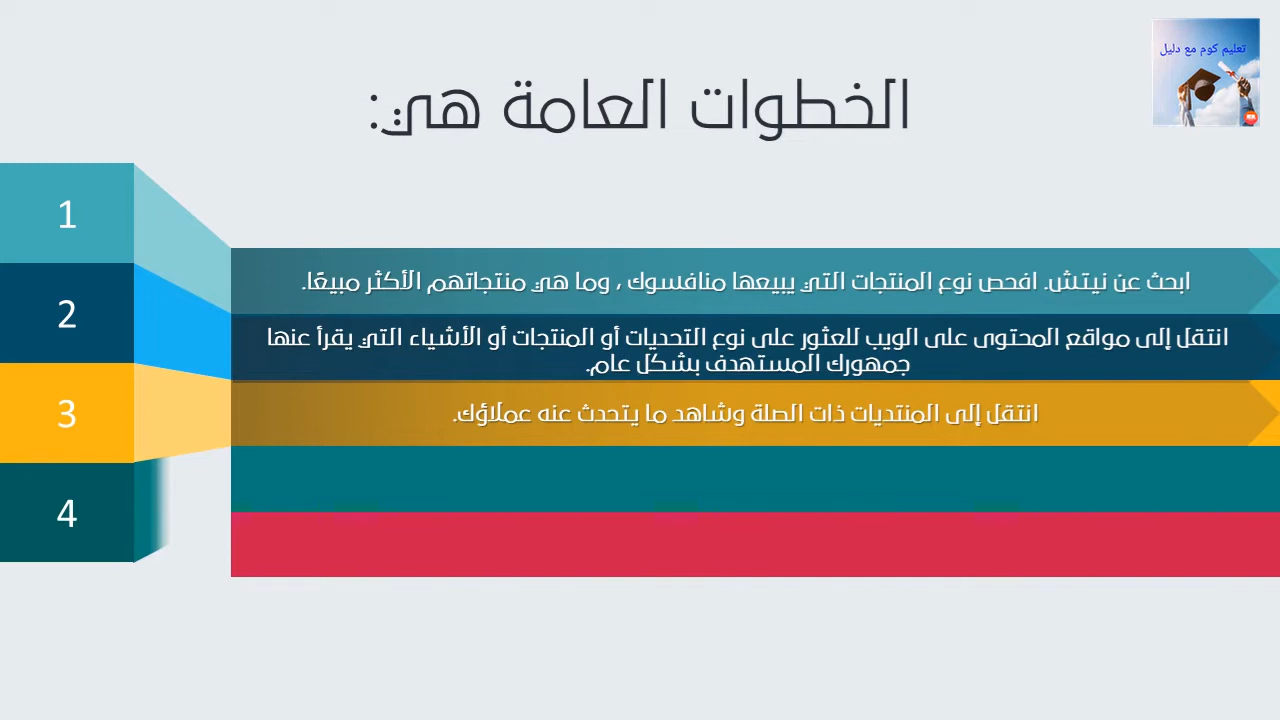 تعليم كوم مع دليل
الخطوات العامة هي:
1
ابحث عن نيتش. افحص نوع المنتجات التي يبيعها منافسوك ، وما هي منتجاتهم الأكثر مبيعًا.
2
انتقل إلى مواقع المحتوى على الويب للعثور على نوع التحديات أو المنتجات أو الأشياء التي يقرأ عنها
جمهورك المستهدف بشكل عام.
3
انتقل إلى المنتديات ذات الصلة وشاهد ما يتحدث عنه عملاؤك.
4